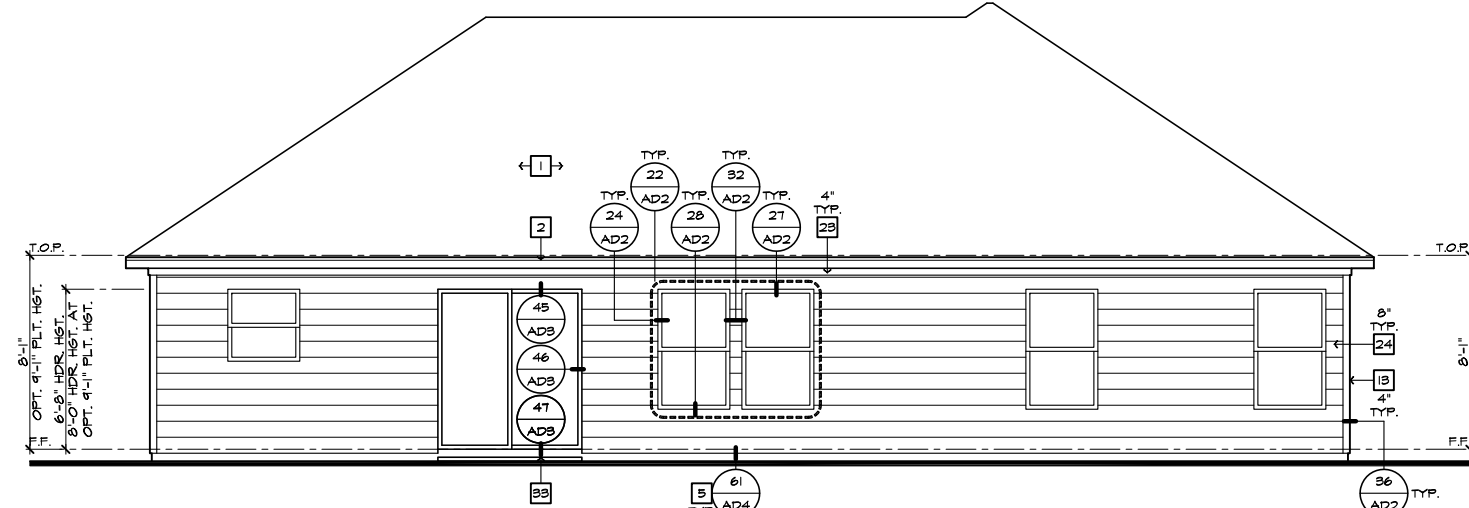 1
TYP.
22
AD2
TYP.
32
AD2
TYP.
24
AD2
TYP.
28
AD2
TYP.
27
AD2
4"
TYP.
23
2
T.O.P.
T.O.P.
8'-1"
OPT. 9'-1" PLT. HGT.
6'-8" HDR. HGT.
8'-0" HDR. HGT. AT
OPT. 9'-1" PLT. HGT.
45
AD3
46
AD3
47
AD3
8"
TYP.
24
13
4"
TYP.
8'-1"
F.F.
F.F.
33
5
TYP.
61
AD4
36
AD2
TYP.